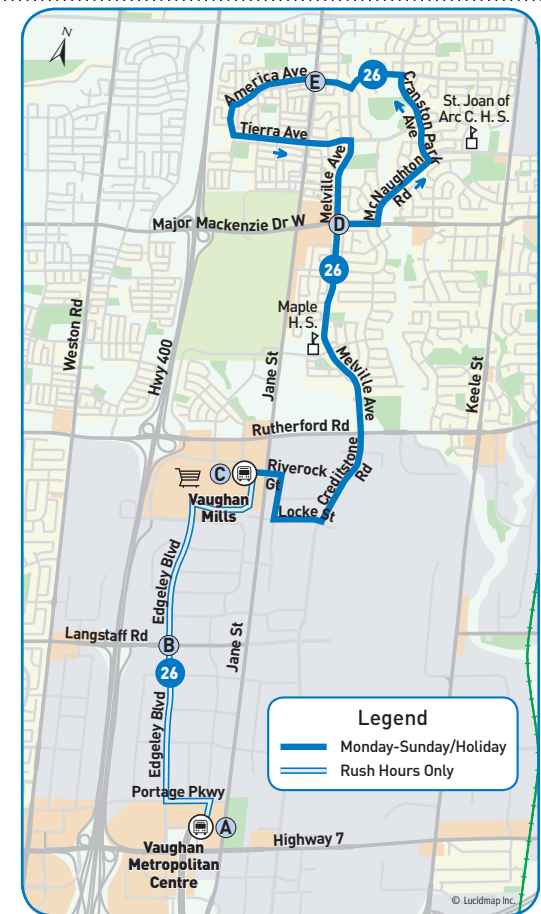 N
America Ave
E
26
Cranston Park
Ave
St. Joan of
Arc C. H. S.
Tierra Ave
Melville Ave
McNaughton
Rd
Major Mackenzie Dr W
D
26
Weston Rd
Hwy 400
Maple
H. S.
Jane St
Melville Ave
Keele St
Rutherford Rd
C
Riverock
Gt
Creditstone
Rd
Vaughan
Mills
Locke St
Edgeley Blvd
Langstaff Rd
B
Jane St
26
Edgeley Blvd
Legend
Monday-Sunday/Holiday
Rush Hours Only
Portage Pkwy
A
Highway 7
Vaughan
Metropolitan
Centre
© Lucidmap Inc.